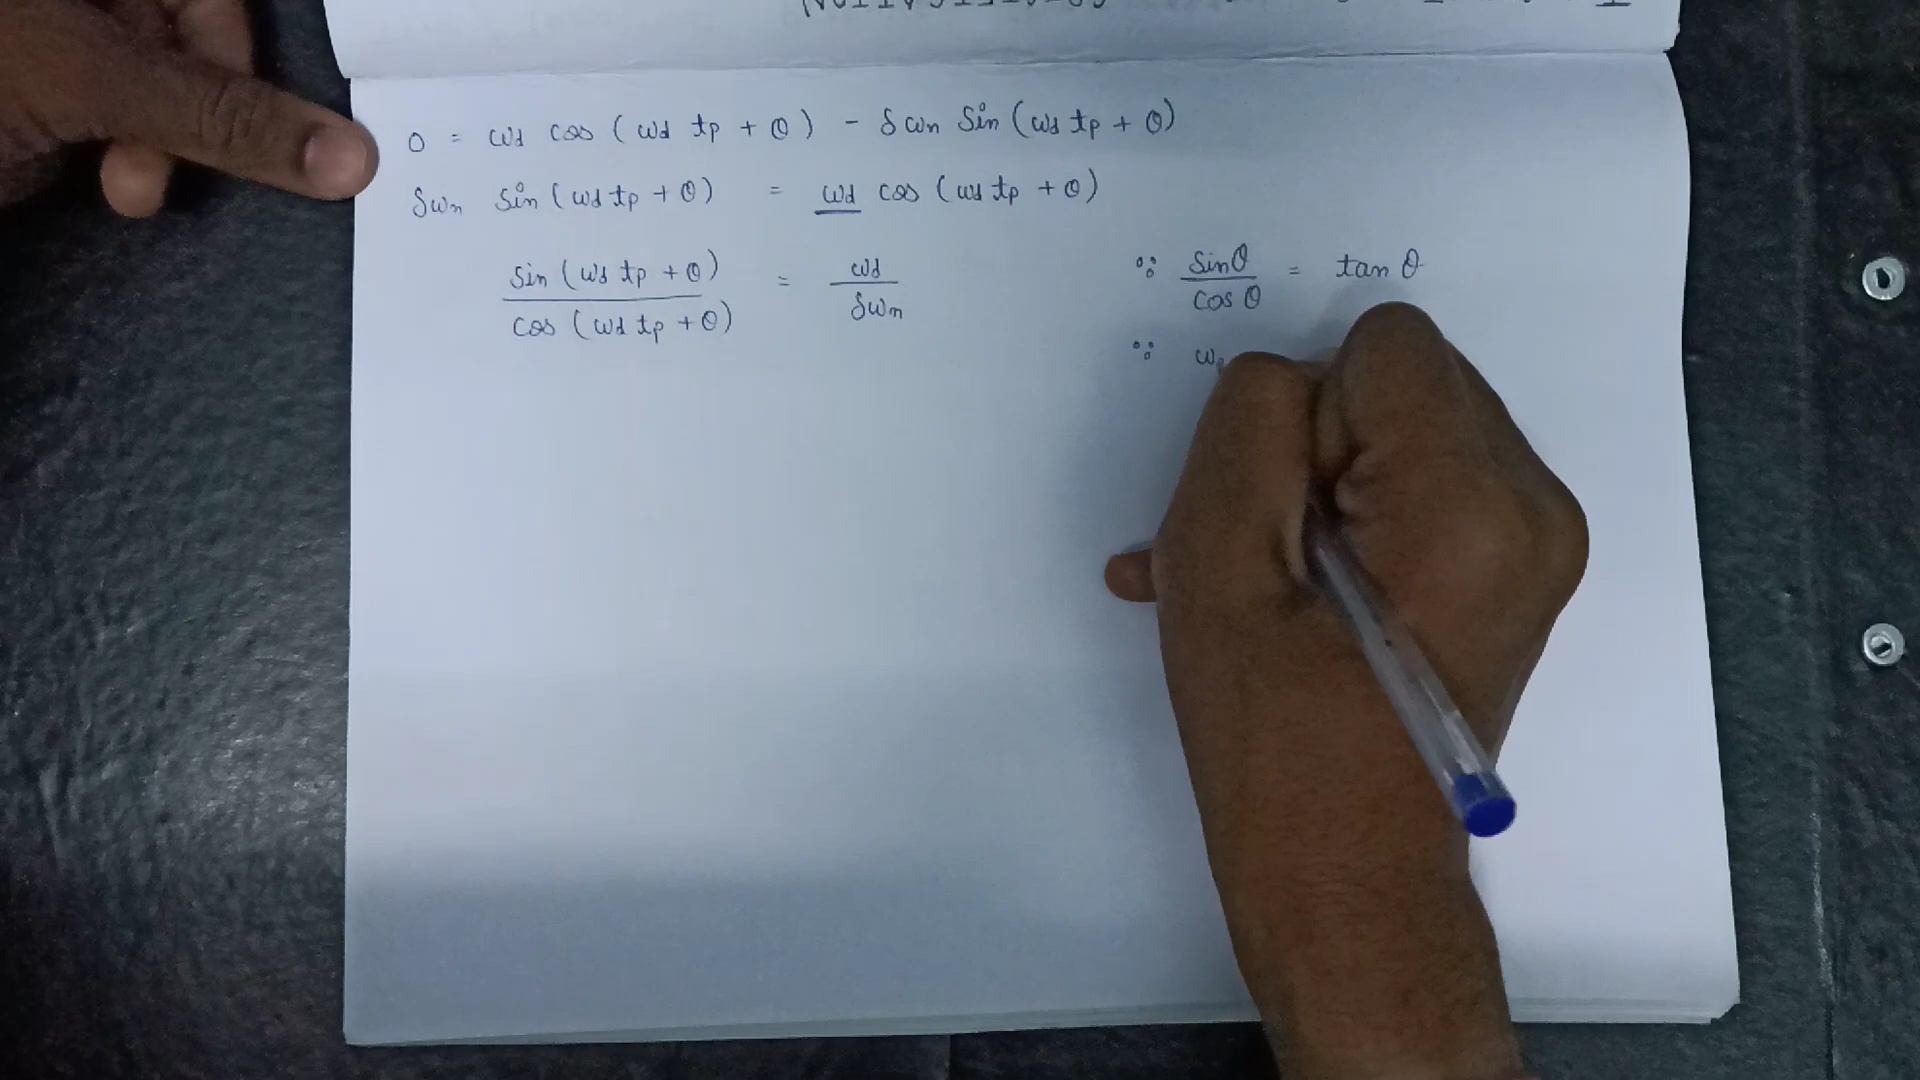 0 = ωd cos (ωd tp + θ) - δωn Sin (ωd tp + θ)
δωn Sin (ωd tp + θ) = ωd cos (ωd tp + θ)
sin (ωd tp + θ) / cos (ωd tp + θ) = ωd / δωn
∵ sinθ / cos θ = tan θ
∵ ω